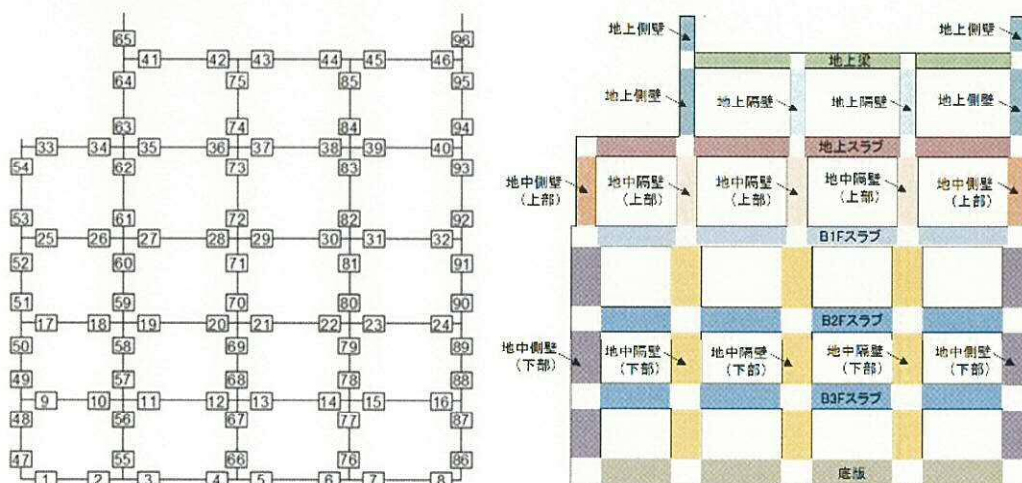 65 96
41 42 43 44 45 46
64 75 85 95
63 74 84 94
33 34 35 36 37 38 39 40
54 62 73 83 93
53 61 72 82 92
25 26 27 28 29 30 31 32
52 60 71 81 91
51 59 70 80 90
17 18 19 20 21 22 23 24
50 58 69 79 89
49 57 68 78 88
9 10 11 12 13 14 15 16
48 56 67 77 87
47 55 66 76 86
1 2 3 4 5 6 7 8
地上側壁 地上側壁
地上梁
地上側壁 地上隔壁 地上隔壁 地上側壁
地上スラブ
地中側壁 地中隔壁 地中隔壁 地中隔壁 地中側壁
(上部) (上部) (上部) (上部) (上部)
B1Fスラブ
B2Fスラブ
地中側壁 地中隔壁 地中隔壁 地中隔壁 地中側壁
(下部) (下部) (下部) (下部) (下部)
B3Fスラブ
底版